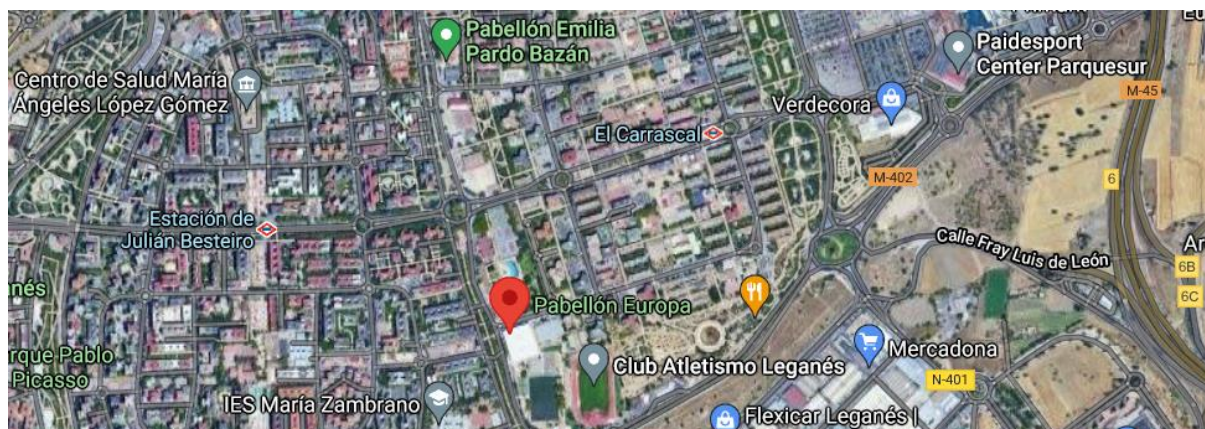 Pabellón Emilia
Pardo Bazán
Paidesport
Center Parquesur
Centro de Salud María
Ángeles López Gómez
M-45
Verdecora
El Carrascal
M-402
6
Estación de
Julián Besteiro
Calle Fray Luis de León
6B
6C
Pabellón Europa
Mercadona
Club Atletismo Leganés
Picasso
N-401
IES María Zambrano
Flexicar Leganés |